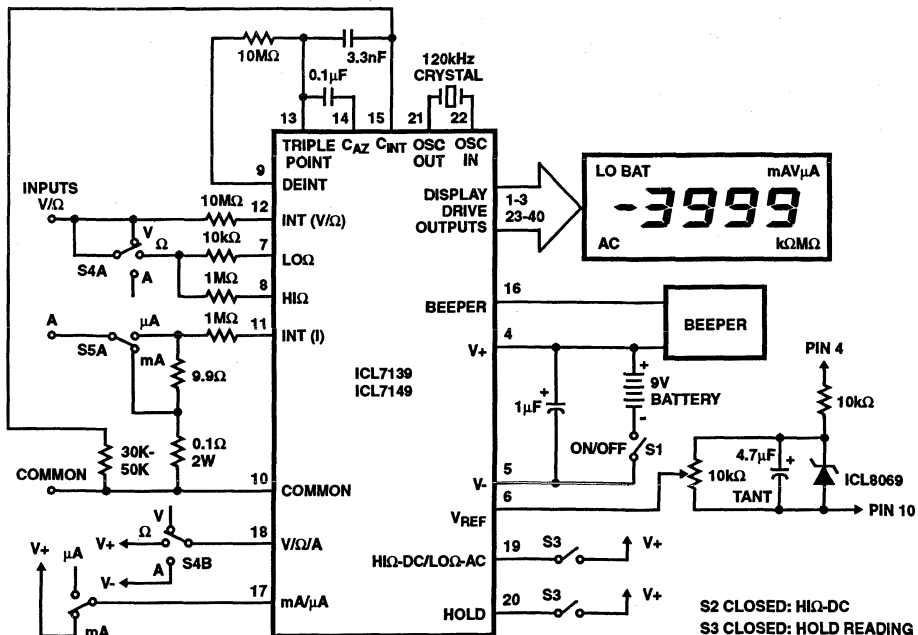 10MΩ
3.3nF
0.1µF
120kHz
CRYSTAL
13
14
15
21
22
TRIPLE
POINT
CAZ
CINT
OSC
OUT
OSC
IN
9
DEINT
INPUTS
V/Ω
10MΩ
12
INT (V/Ω)
V
Ω
S4A
A
10kΩ
7
LOΩ
1MΩ
8
HIΩ
1MΩ
11
INT (I)
A
S5A
µA
mA
9.9Ω
0.1Ω
2W
30K-
50K
COMMON
10
COMMON
V
Ω
V+
18
V/Ω/A
A
V-
S4B
V+
µA
17
mA/µA
mA
ICL7139
ICL7149
DISPLAY
DRIVE
OUTPUTS
1-3
23-40
LO BAT
mAVµA
-3999
AC
kΩMΩ
16
BEEPER
BEEPER
4
V+
+
1µF
+
9V
BATTERY
-
ON/OFF
S1
5
V-
6
VREF
PIN 4
10kΩ
10kΩ
4.7µF
+
TANT
ICL8069
PIN 10
19
HIΩ-DC/LOΩ-AC
S3
V+
20
HOLD
S3
V+
S2 CLOSED: HIΩ-DC
S3 CLOSED: HOLD READING